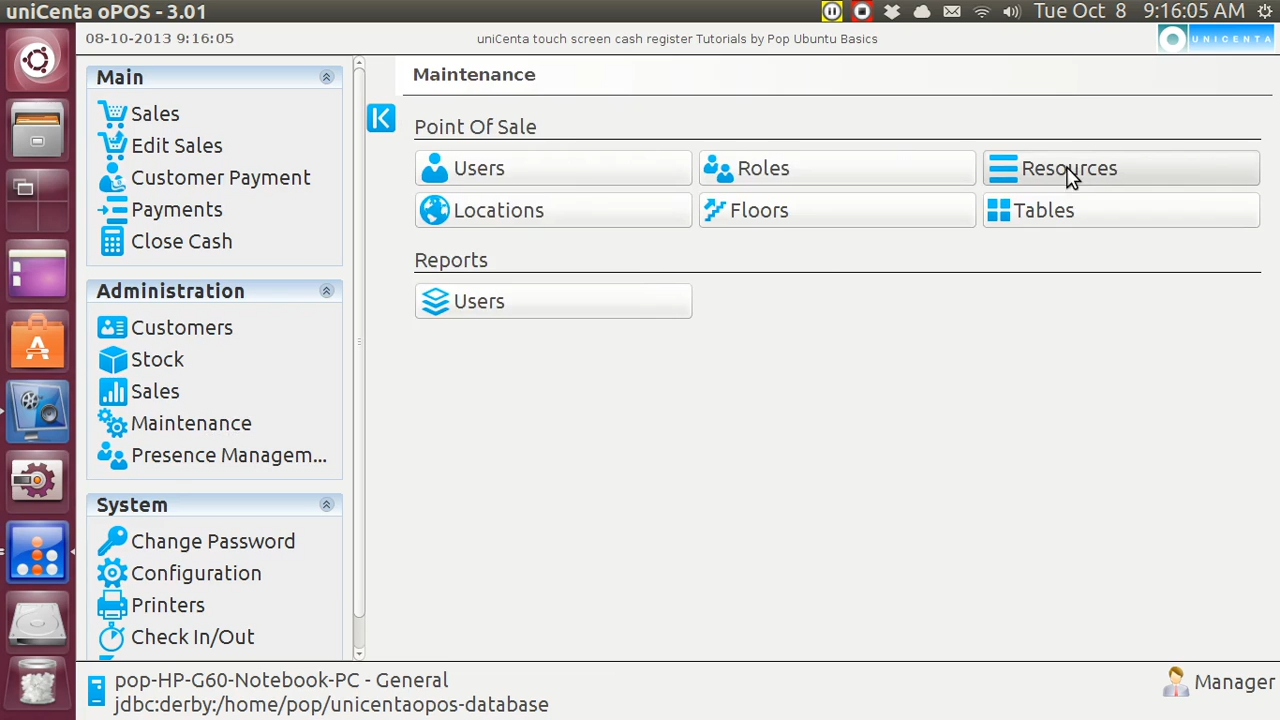 uniCenta oPOS - 3.01
Tue Oct 8 9:16:05 AM
08-10-2013 9:16:05
uniCenta touch screen cash register Tutorials by Pop Ubuntu Basics
UNICENTA
Main
Sales
Edit Sales
Customer Payment
Payments
Close Cash
Administration
Customers
Stock
Sales
Maintenance
Presence Managem...
System
Change Password
Configuration
Printers
Check In/Out
Maintenance
Point Of Sale
Users
Roles
Resources
Locations
Floors
Tables
Reports
Users
pop-HP-G60-Notebook-PC - General
jdbc:derby:/home/pop/unicentaopos-database
Manager